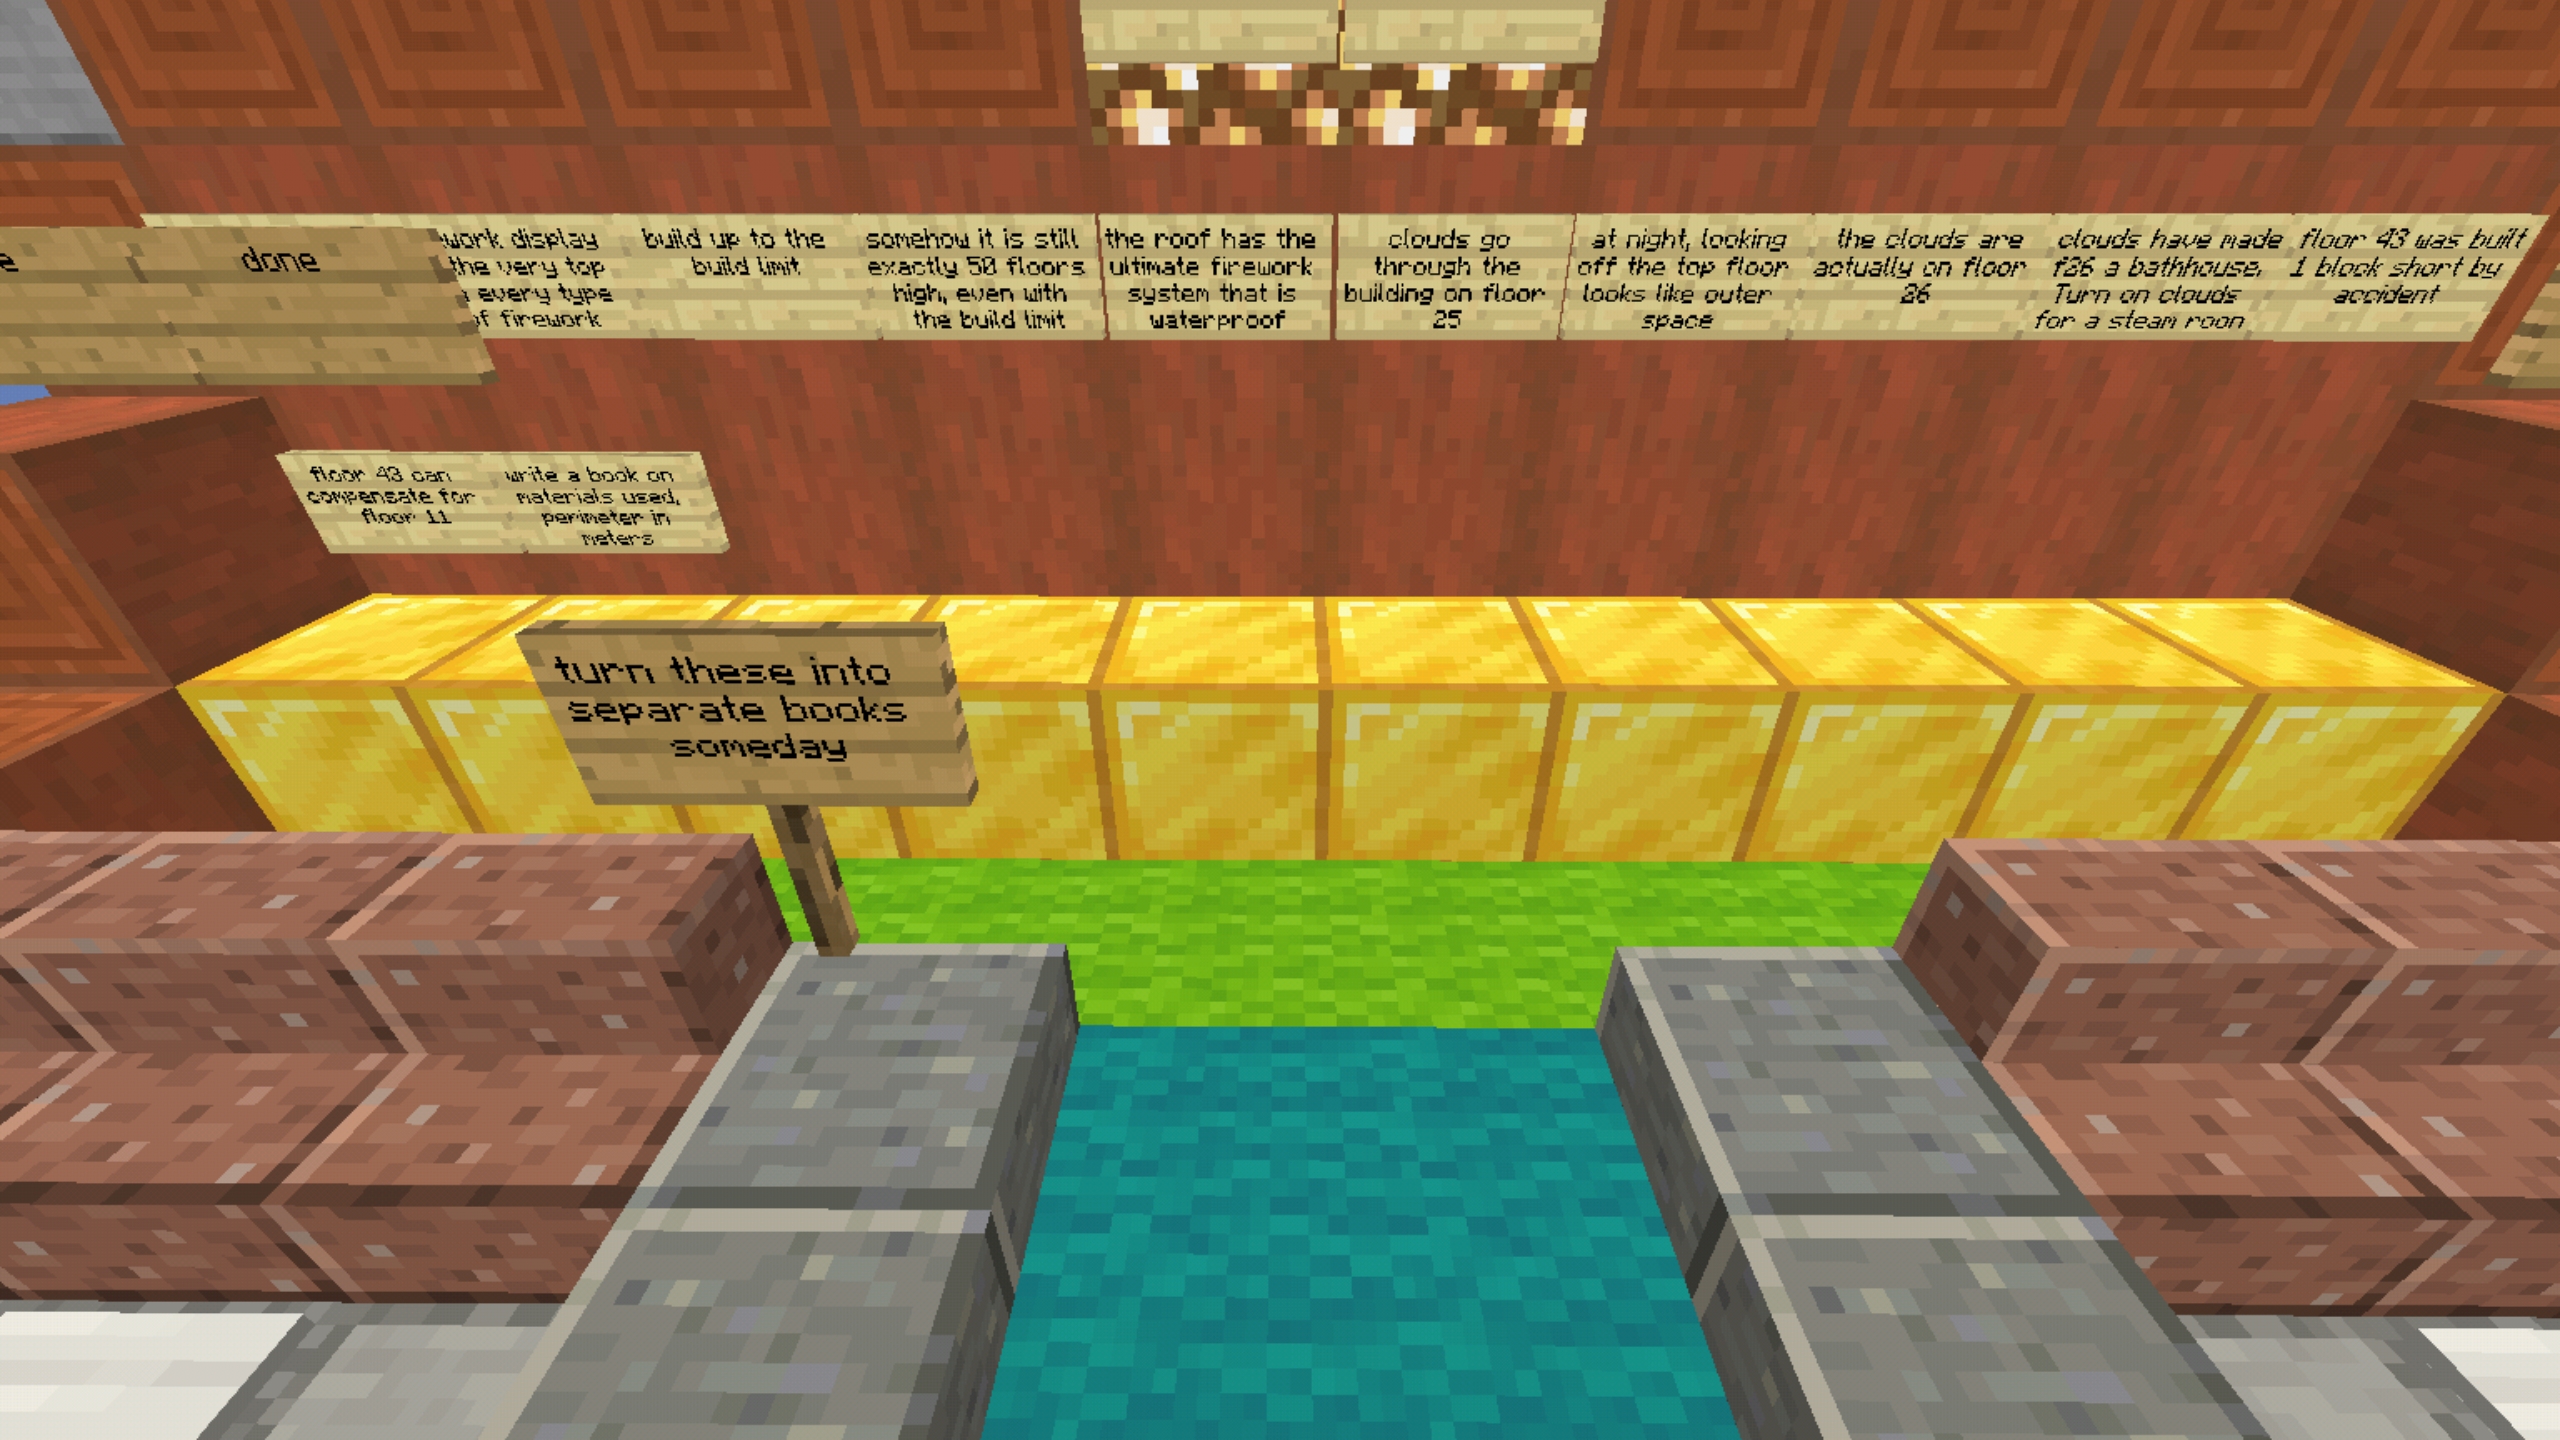 done
work display
the very top
every type
of firework
build up to the
build limit
somehow it is still
exactly 50 floors
high, even with
the build limit
the roof has the
ultimate firework
system that is
waterproof
clouds go
through the
building on floor
25
at night, looking
off the top floor
looks like outer
space
the clouds are
actually on floor
26
clouds have made
f26 a bathhouse.
Turn on clouds
for a steam room
floor 43 was built
1 block short by
accident
floor 43 can
compensate for
floor 11
write a book on
materials used,
perimeter in
meters
turn these into
separate books
someday